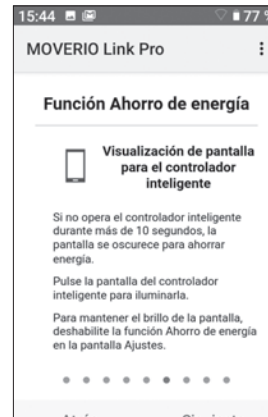 15:44 77 %
MOVERIO Link Pro
Función Ahorro de energía
Visualización de pantalla
para el controlador
inteligente
Si no opera el controlador inteligente
durante más de 10 segundos, la
pantalla se oscurece para ahorrar
energía.
Pulse la pantalla del controlador
inteligente para iluminarla.
Para mantener el brillo de la pantalla,
deshabilite la función Ahorro de energía
en la pantalla Ajustes.